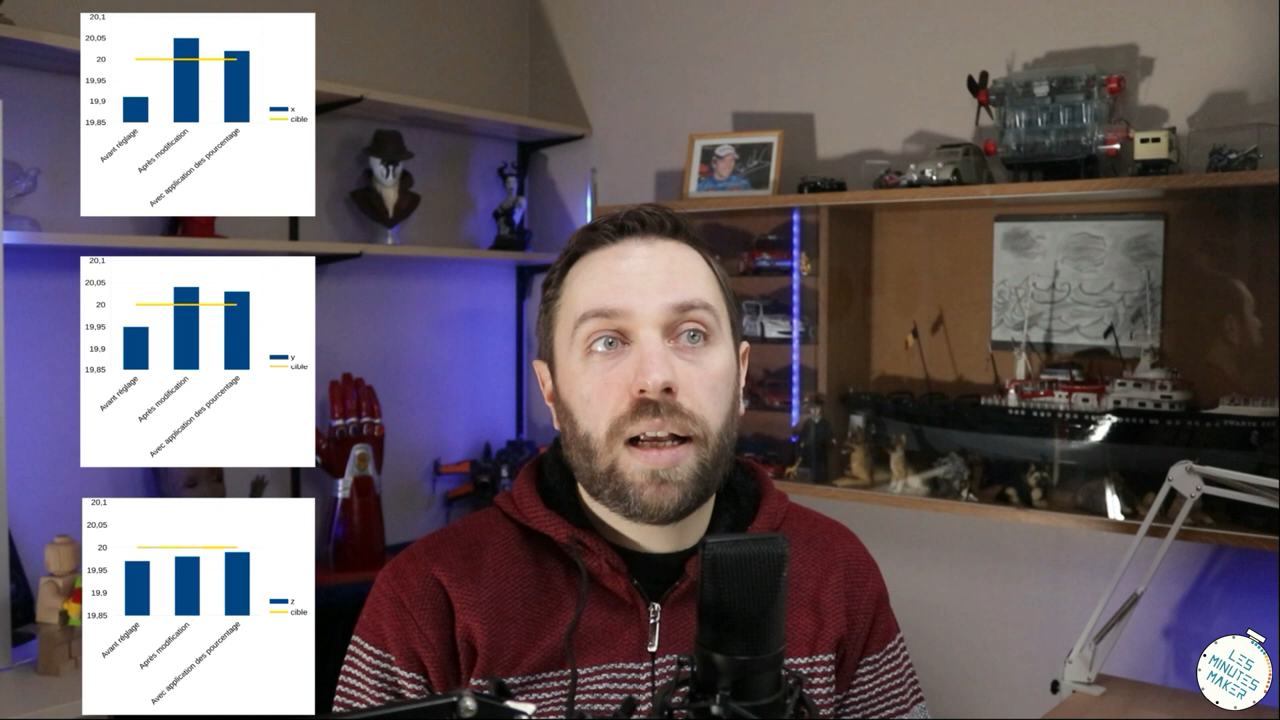 20,1
20,05
20
19,95
19,9
19,85
Avant réglage
Après modification
Avec application des pourcentage
x
cible
20,1
20,05
20
19,95
19,9
19,85
Avant réglage
Après modification
Avec application des pourcentage
y
cible
20,1
20,05
20
19,95
19,9
19,85
Avant réglage
Après modification
Avec application des pourcentage
z
cible
LES
MINUTES
MAKER